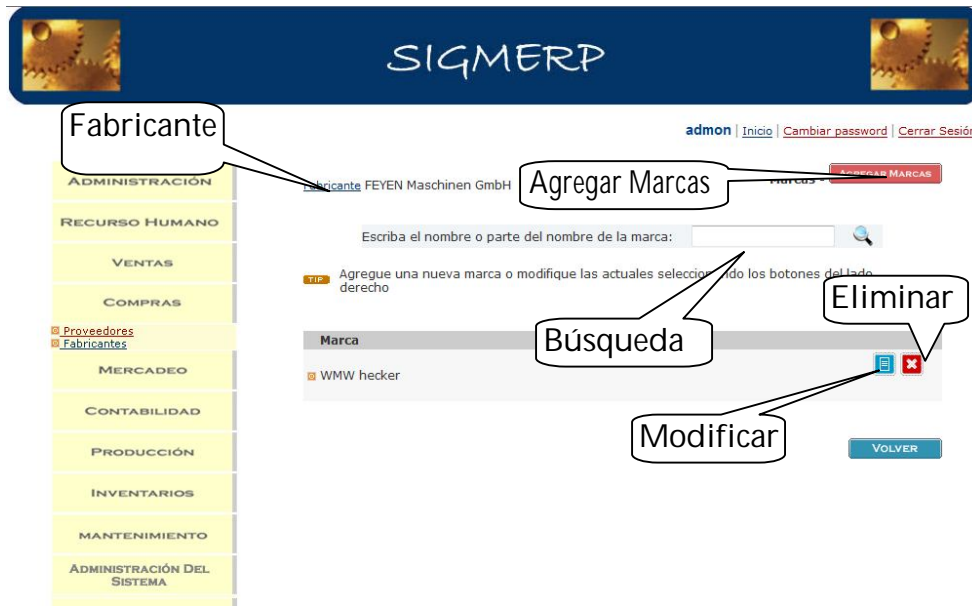 SIGMERP
Fabricante
admon | Inicio | Cambiar password | Cerrar Sesión
ADMINISTRACIÓN
RECURSO HUMANO
VENTAS
COMPRAS
Proveedores
Fabricantes
MERCADEO
CONTABILIDAD
PRODUCCIÓN
INVENTARIOS
MANTENIMIENTO
ADMINISTRACIÓN DEL
SISTEMA
Fabricante FEYEN Maschinen GmbH
Agregar Marcas
Marcas - AGREGAR MARCAS
Escriba el nombre o parte del nombre de la marca:
TIP Agregue una nueva marca o modifique las actuales seleccionando los botones del lado
derecho
Eliminar
Búsqueda
Marca
WMW hecker
Modificar
VOLVER